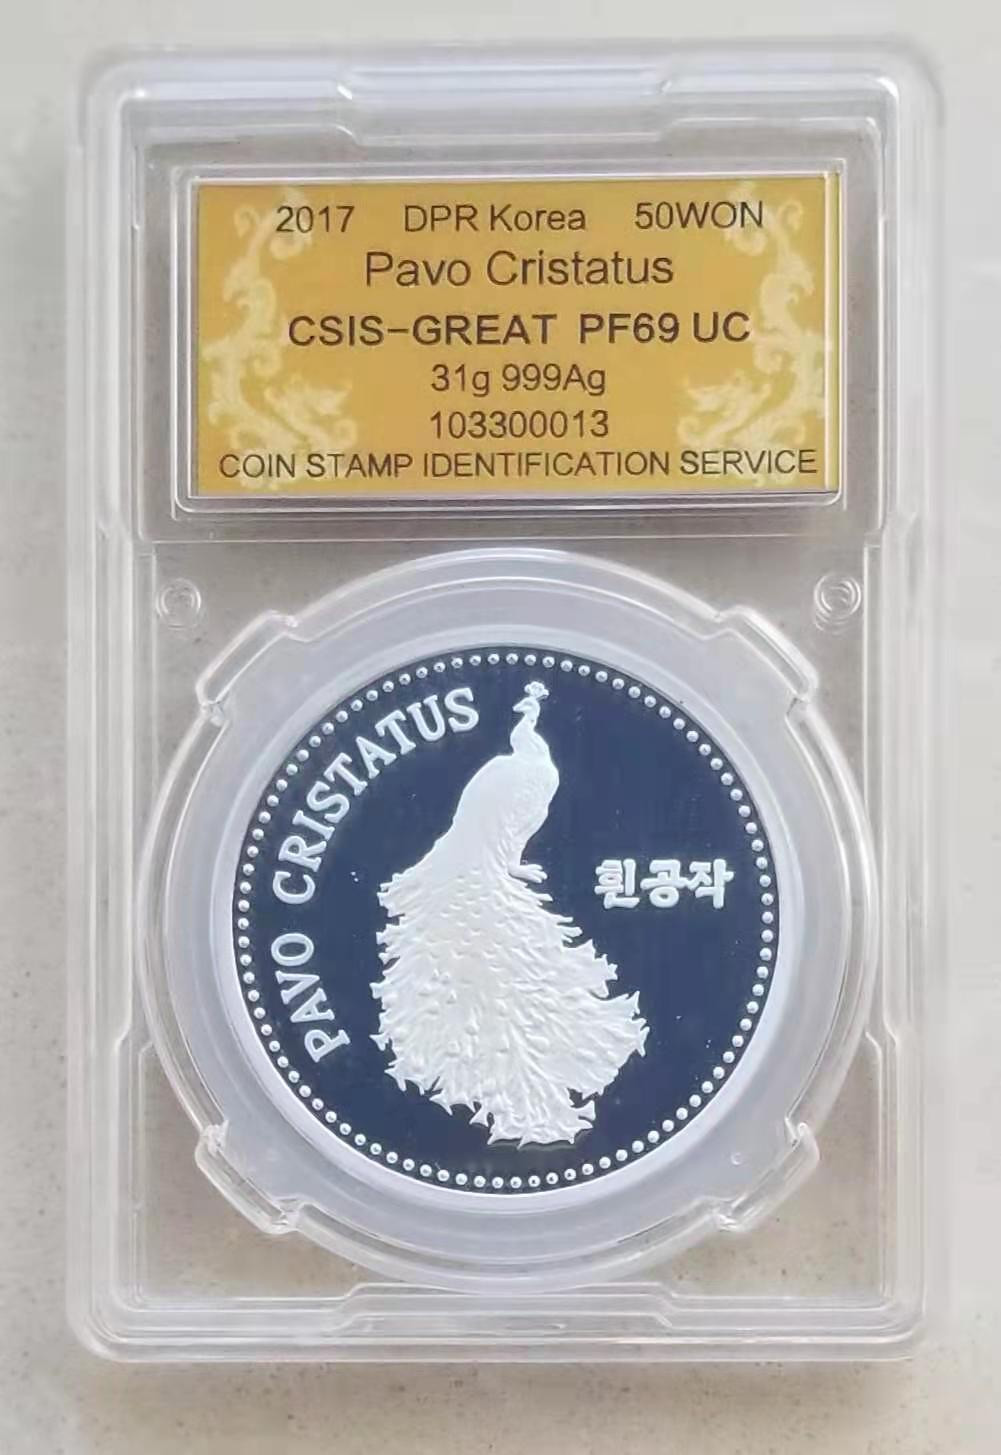 2017 DPR Korea 50WON
Pavo Cristatus
CSIS-GREAT PF69 UC
31g 999Ag
103300013
COIN STAMP IDENTIFICATION SERVICE
PAVO CRISTATUS
흰공작